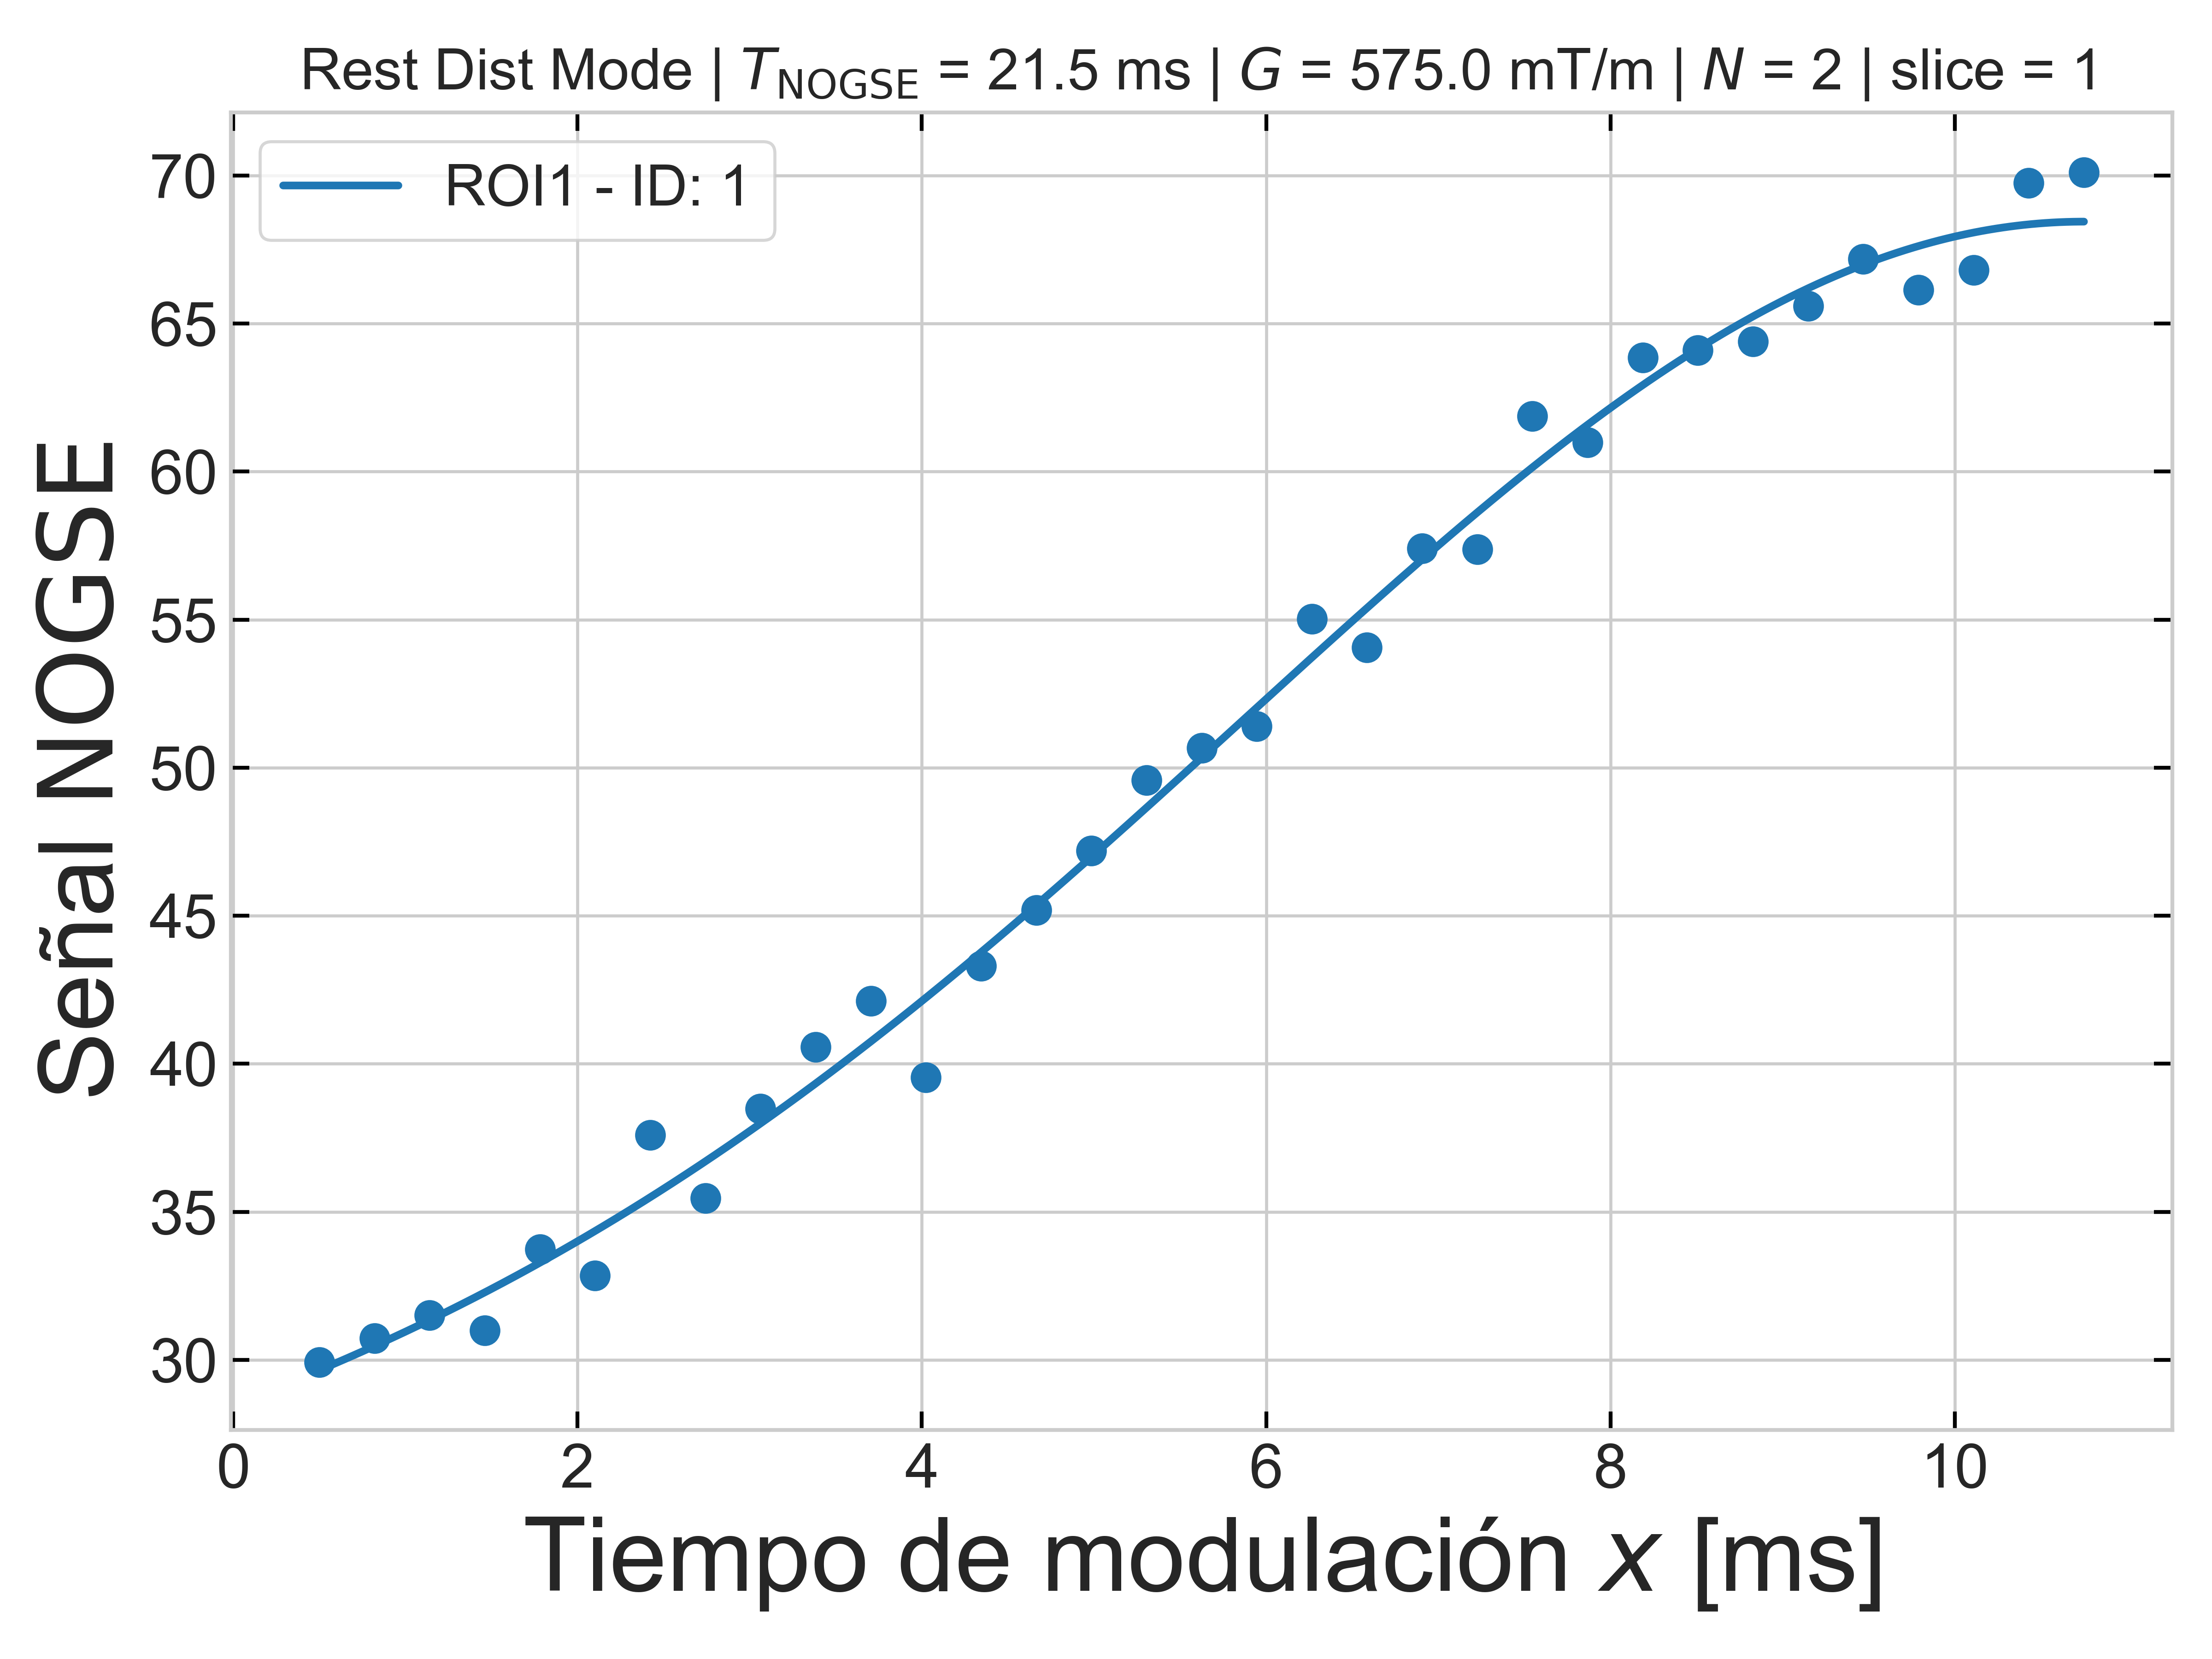 Rest Dist Mode | T_NOGSE = 21.5 ms | G = 575.0 mT/m | N = 2 | slice = 1
ROI1 - ID: 1
Señal NOGSE
70
65
60
55
50
45
40
35
30
0 2 4 6 8 10
Tiempo de modulación x [ms]